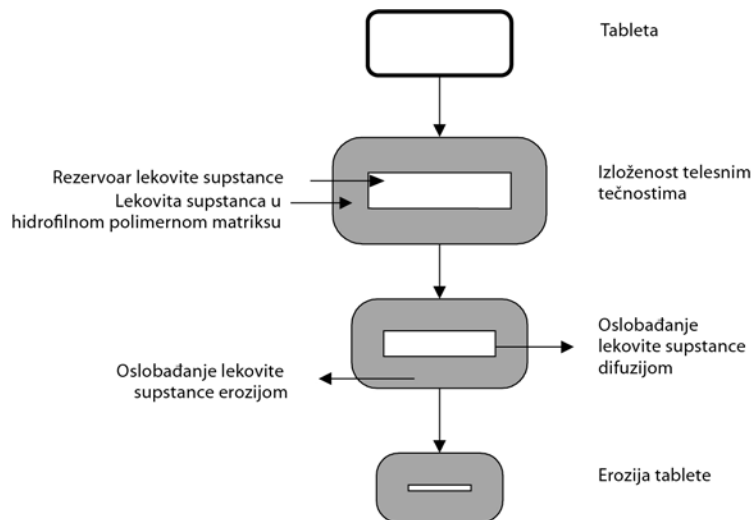 Tableta
Rezervoar lekovite supstance
Lekovita supstanca u
hidrofilnom polimernom matriksu
Izloženost telesnim
tečnostima
Oslobađanje
lekovite supstance
difuzijom
Oslobađanje lekovite
supstance erozijom
Erozija tablete